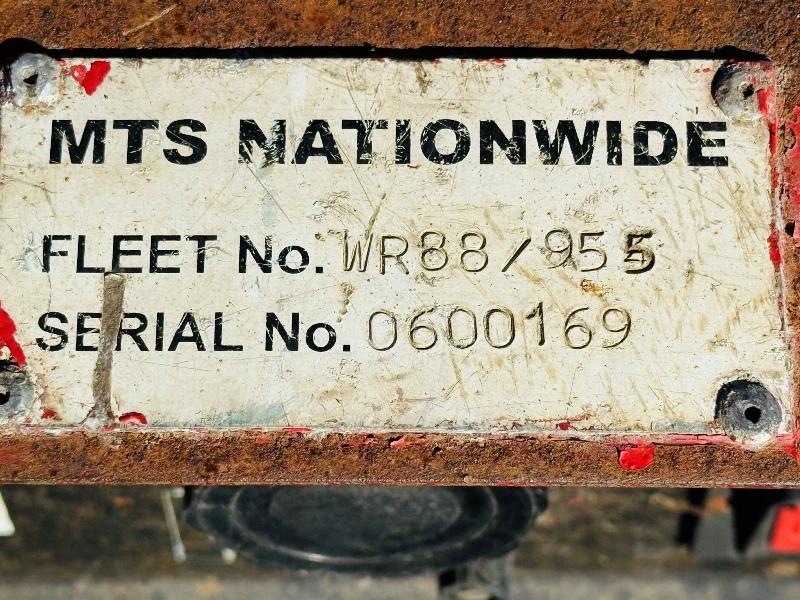 MTS NATIONWIDE
FLEET No. WR88/955
SERIAL No. 0600169